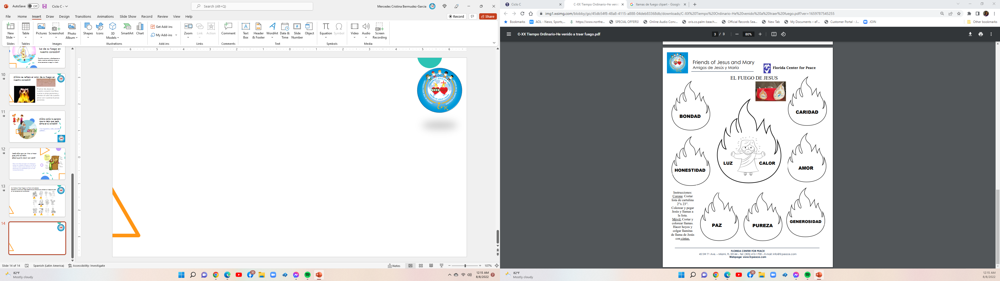 AutoSave Off Ciclo C - Search (Alt+Q) Mercedes Cristina Bermudez-Garcia
File Home Insert Draw Design Transitions Animations Slide Show Record Review View Help Record Share
New Slide Table Pictures Screenshot Photo Album Shapes Icons 3D Models SmartArt Chart Get Add-ins My Add-ins Zoom Link Action Comment Text Box Header & Footer WordArt Date & Time Slide Number Object Equation Symbol Video Audio Screen Recording
Slides Tables Images Illustrations Add-ins Links Comments Text Symbols Media
luz de su fuego en
nuestro corazón?
10
¿Cómo se refleja el calor de su fuego en
nuestro corazón?
El amor de Jesús en
nuestro corazón nos lleva
a amar a otras personas y
sienten el calor de nuestro
amor con nuestras buenas
acciones
11
¿Cómo actúa la persona
que no deja que Jesús
entre en su corazón?
12
Jesús dijo que no vino a traer
paz, sino división.
¿Qué quería decir con esto?
13
14
Slide 14 of 14 Spanish (Latin America) Accessibility: Investigate Notes 107%
82°F
Mostly cloudy
30
12:15 AM
8/8/2022
7
Ciclo C C-XX Tiempo Ordinario-He veni llamas de fuego clipart - Google
img1.wsimg.com/blobby/go/45db54f8-48a8-4115-a888-04deb83368db/downloads/C-XX%20Tiempo%20Ordinario-He%20venido%20a%20traer%20fuego.pdf?ver=1659787545255
Bookmarks AOL - News, Sports,... https://www.northe... SPECIAL OFFERS! Online Audio Conv... oris.co.palm-beach.... Official Records Sea... New Tab My Documents – eF... Customer Portal - J... JOIN Other bookmarks
C-XX Tiempo Ordinario-He venido a traer fuego.pdf 3 / 3 80%
Friends of Jesus and Mary
Amigos de Jesús y María
Florida Center for Peace
EL FUEGO DE JESUS
BONDAD
CARIDAD
LUZ
CALOR
HONESTIDAD
AMOR
PAZ
PUREZA
GENEROSIDAD
Instrucciones:
Corona: Cortar
lista de cartulina
2"x 23".
Colorear y pegar
Jesús y llamas a
la lista.
Móvil: Cortar y
colorear llamas.
Hacer hoyos y
colgar llamitas
de llama de Jesús
con cintas.
FLORIDA CENTER FOR PEACE
45 SW 71 Ave. – Miami, FL 33144 – Tel: (305) 412-1700 – E-mail: info@fcpeace.com
Webpage: www.fcpeace.com
82°F
Mostly cloudy
30
12:15 AM
8/8/2022